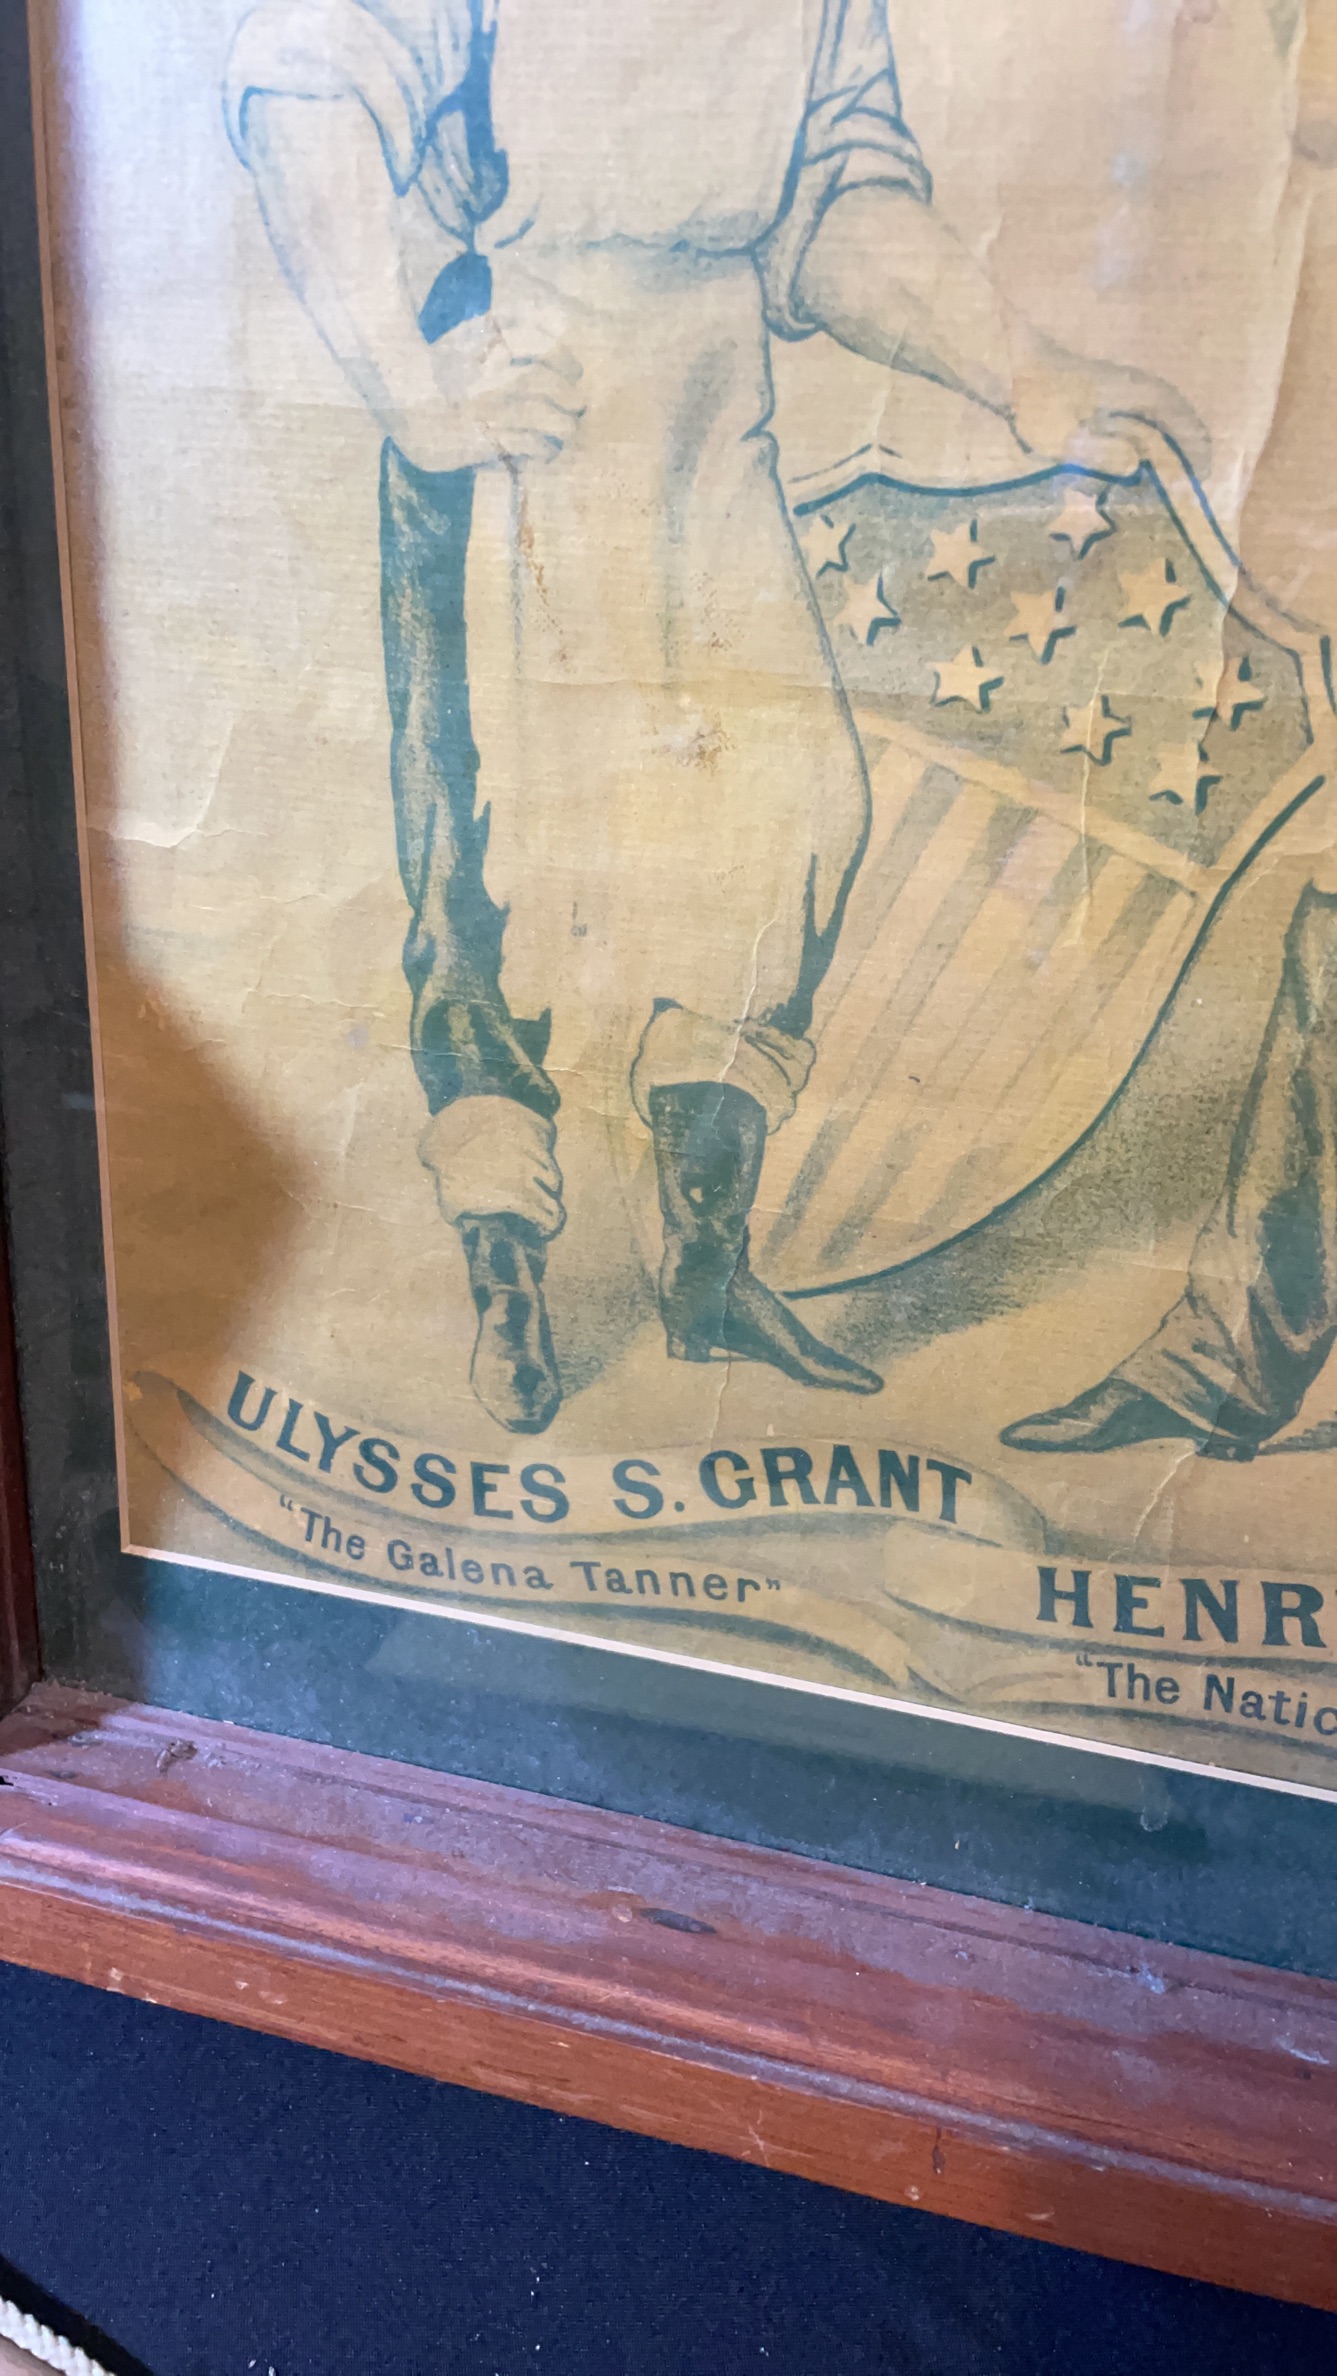 ULYSSES S. GRANT
"The Galena Tanner"
HENR
"The Natio